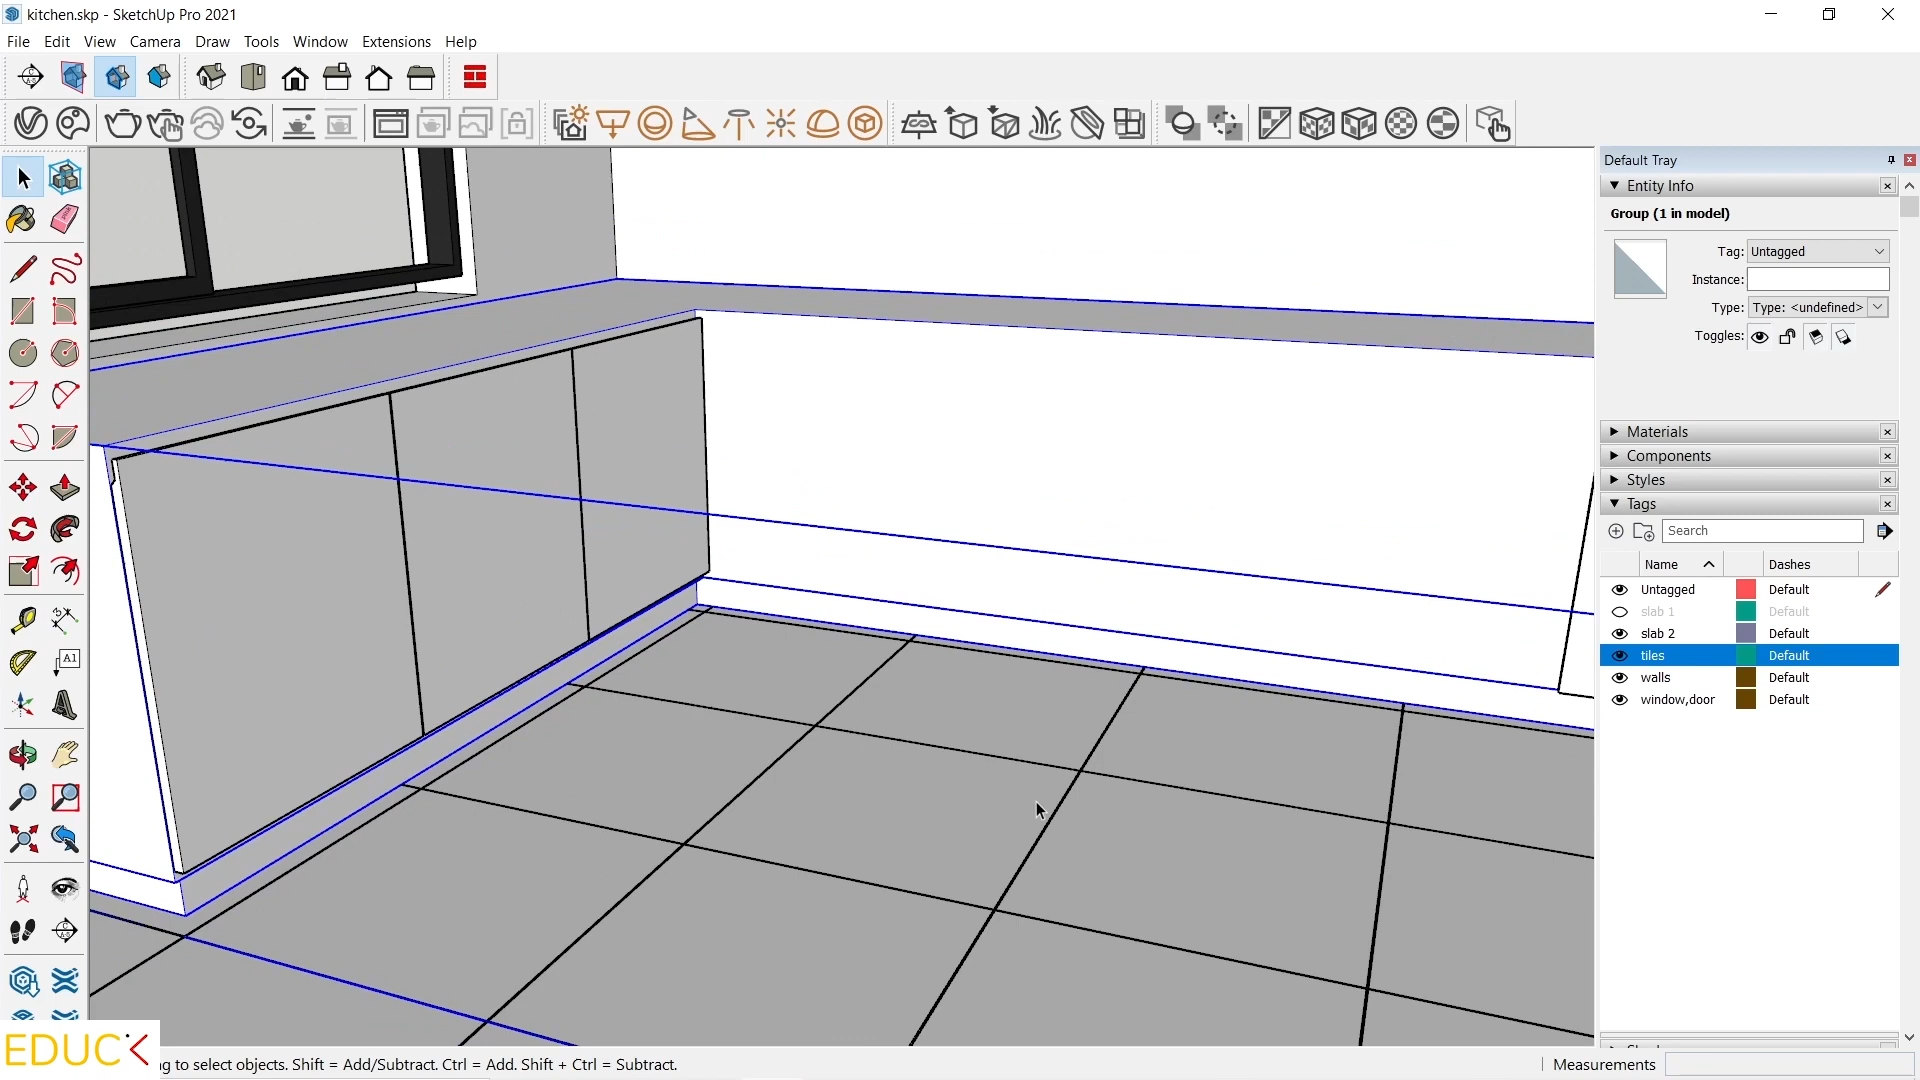 kitchen.skp - SketchUp Pro 2021
File Edit View Camera Draw Tools Window Extensions Help
Default Tray
Entity Info
Group (1 in model)
Tag: Untagged
Instance:
Type: Type: <undefined>
Toggles:
Materials
Components
Styles
Tags
Search
Name Dashes
Untagged Default
slab 1 Default
slab 2 Default
tiles Default
walls Default
window,door Default
A1
EDUCK
g to select objects. Shift = Add/Subtract. Ctrl = Add. Shift + Ctrl = Subtract.
Measurements